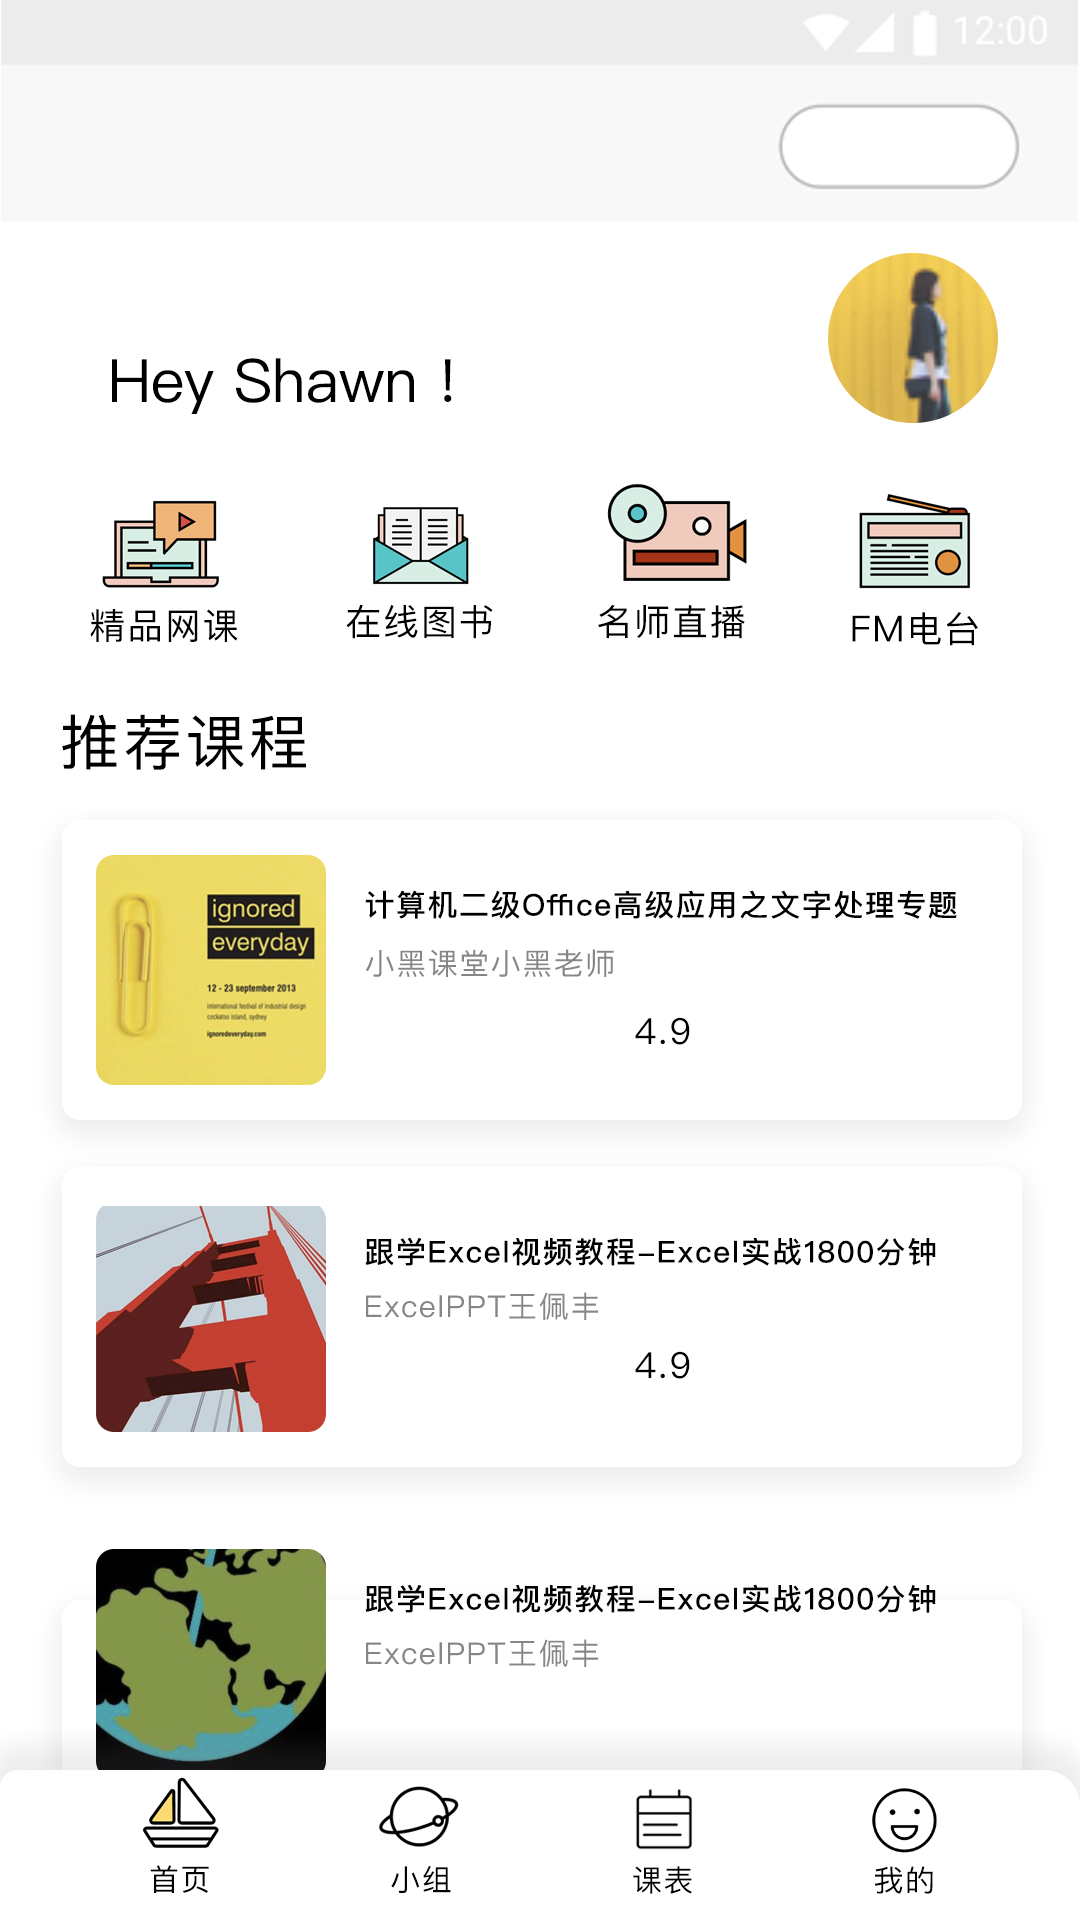 12:00
Hey Shawn !
精品网课
在线图书
名师直播
FM电台
推荐课程
ignored
everyday
12 - 23 september 2013
international festival of industrial design
cockatoo island, sydney
ignoredeveryday.com
计算机二级Office高级应用之文字处理专题
小黑课堂小黑老师
4.9
跟学Excel视频教程-Excel实战1800分钟
ExcelPPT王佩丰
4.9
跟学Excel视频教程-Excel实战1800分钟
ExcelPPT王佩丰
首页
小组
课表
我的